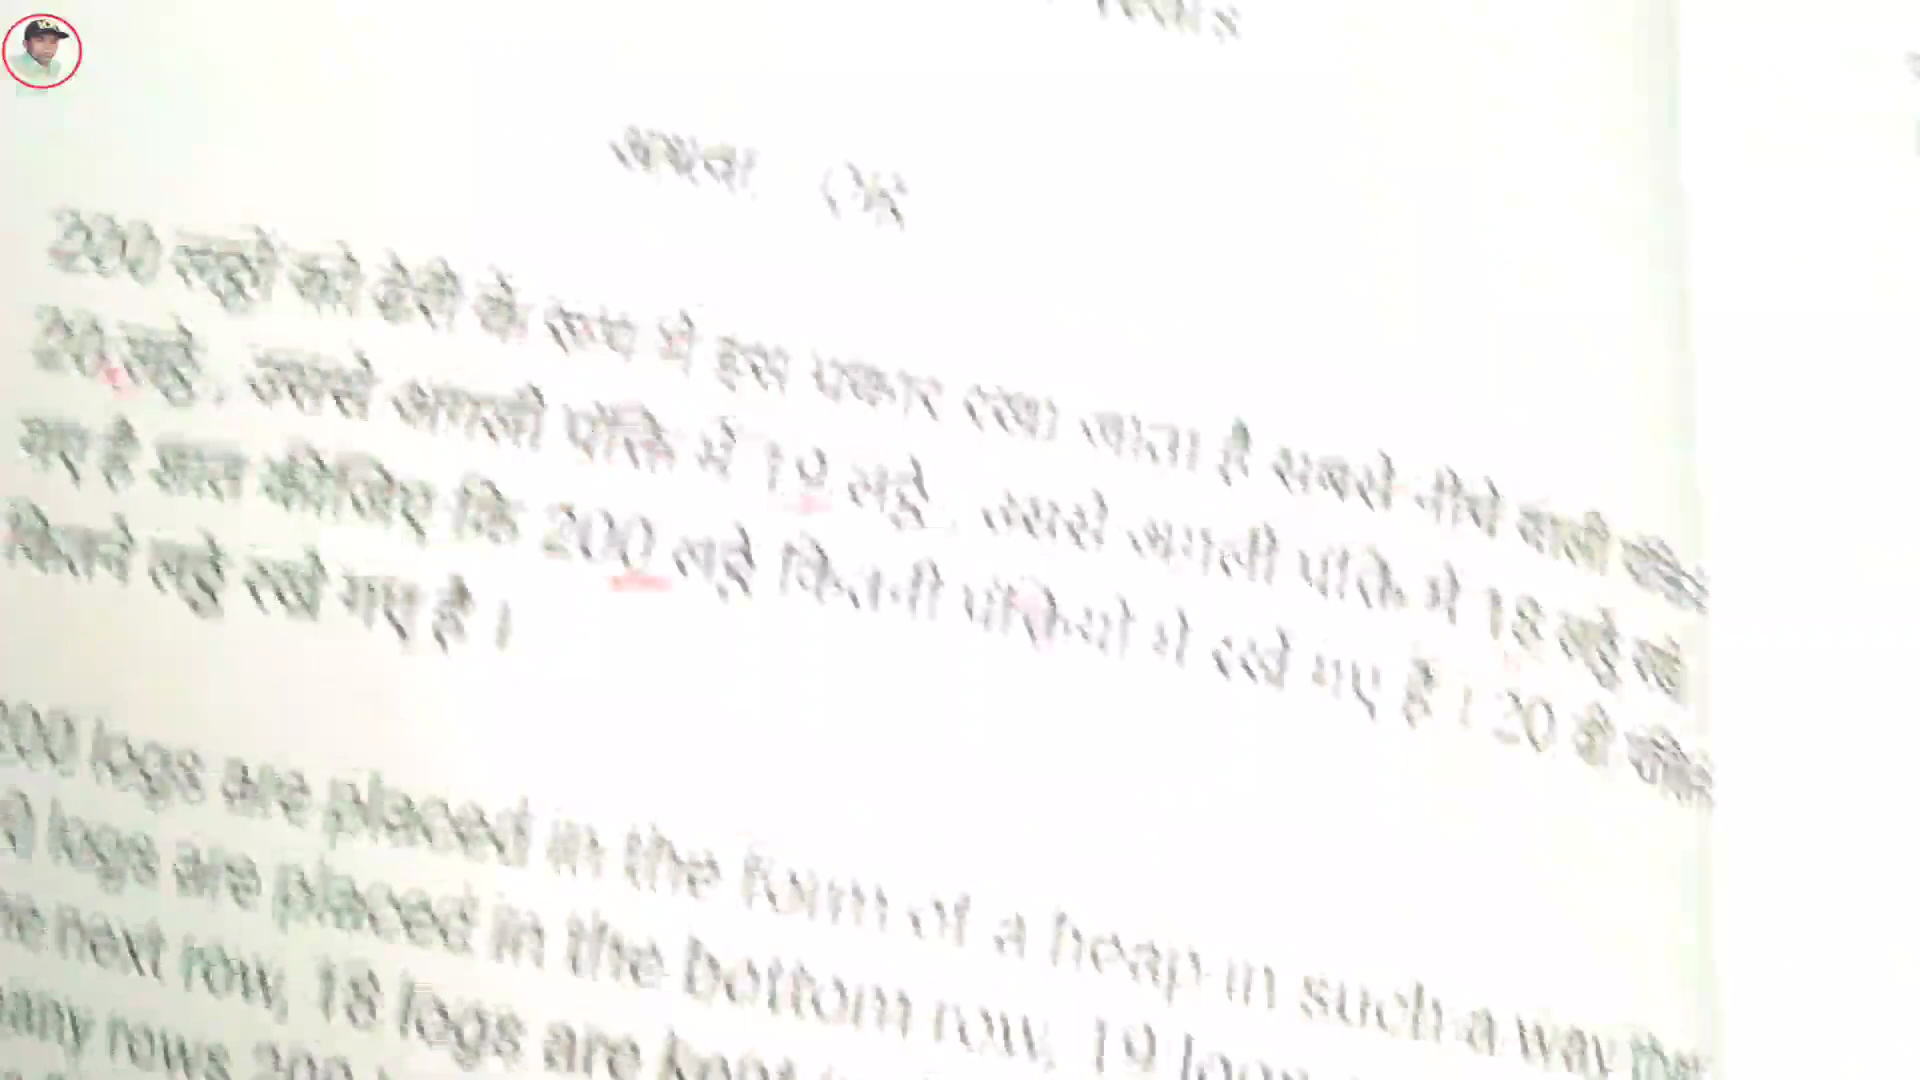 अथवा
200 लट्ठों को ढेरी के रूप में इस प्रकार रखा जाता है सबसे नीचे वाली पंक्ति
20 लट्ठे, उससे अगली पंक्ति में 19 लट्ठे, उससे अगली पंक्ति में 18 लट्ठे रखे
गए है ज्ञात कीजिए कि 200 लट्ठे कितनी पंक्तियों में रखे गए है । 20 वी पंक्ति
कितने लट्ठे रखे गए है ।
200 logs are placed in the form of a heap in such a way that
logs are placed in the bottom row, 19 logs
next row, 18 logs are kept
many rows 200